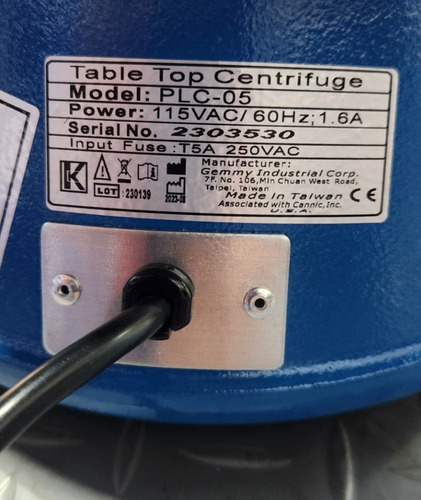 Table Top Centrifuge
Model: PLC-05
Power: 115VAC/ 60Hz; 1.6A
Serial No. 2303530
Input Fuse :T5A 250VAC
K
LOT : 230139
2023-08
Manufacturer:
Gemmy Industrial Corp.
7F. No. 106,Min Chuan West Road,
Taipei, Taiwan
Made in Taiwan CE
Associated with Cannic, Inc.
U.S.A.